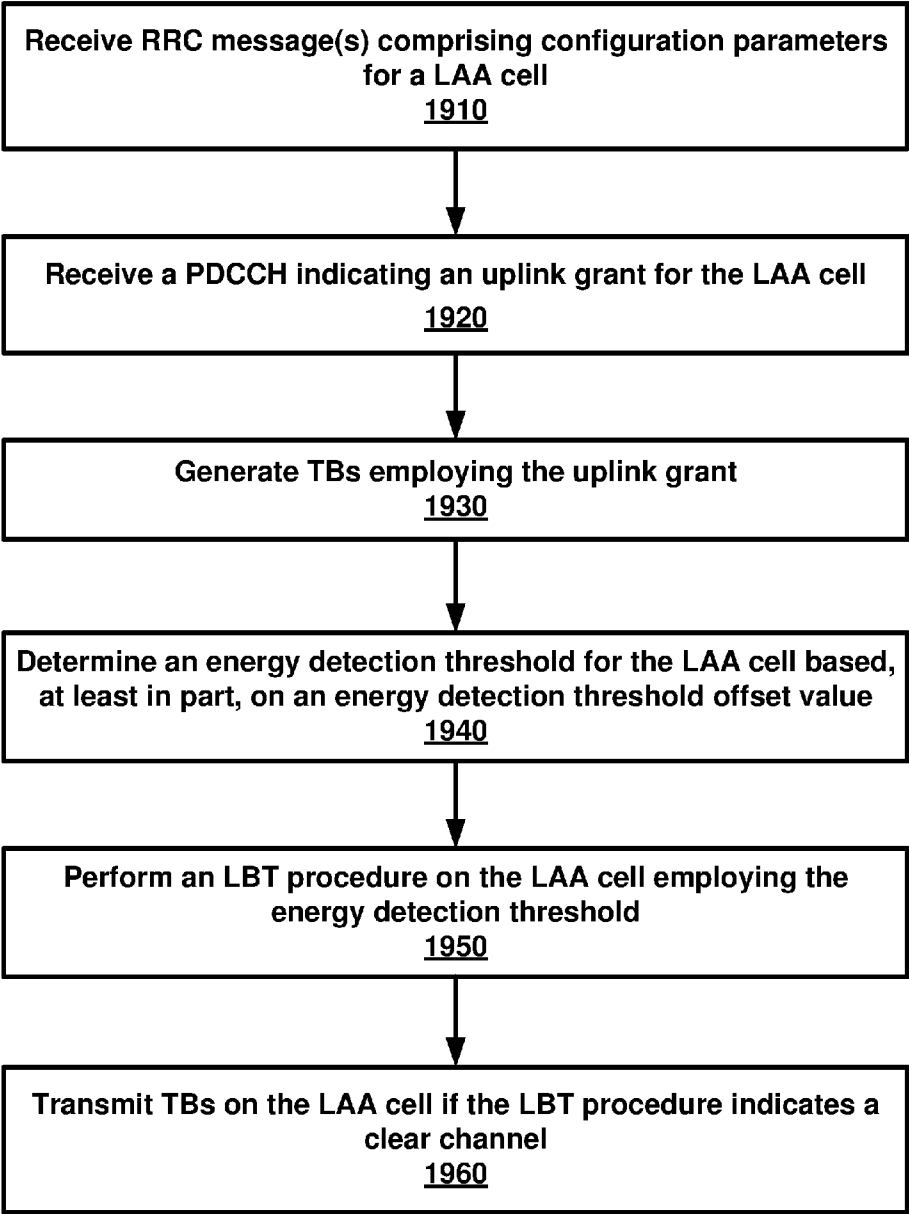 Receive RRC message(s) comprising configuration parameters
for a LAA cell
1910
Receive a PDCCH indicating an uplink grant for the LAA cell
1920
Generate TBs employing the uplink grant
1930
Determine an energy detection threshold for the LAA cell based,
at least in part, on an energy detection threshold offset value
1940
Perform an LBT procedure on the LAA cell employing the
energy detection threshold
1950
Transmit TBs on the LAA cell if the LBT procedure indicates a
clear channel
1960